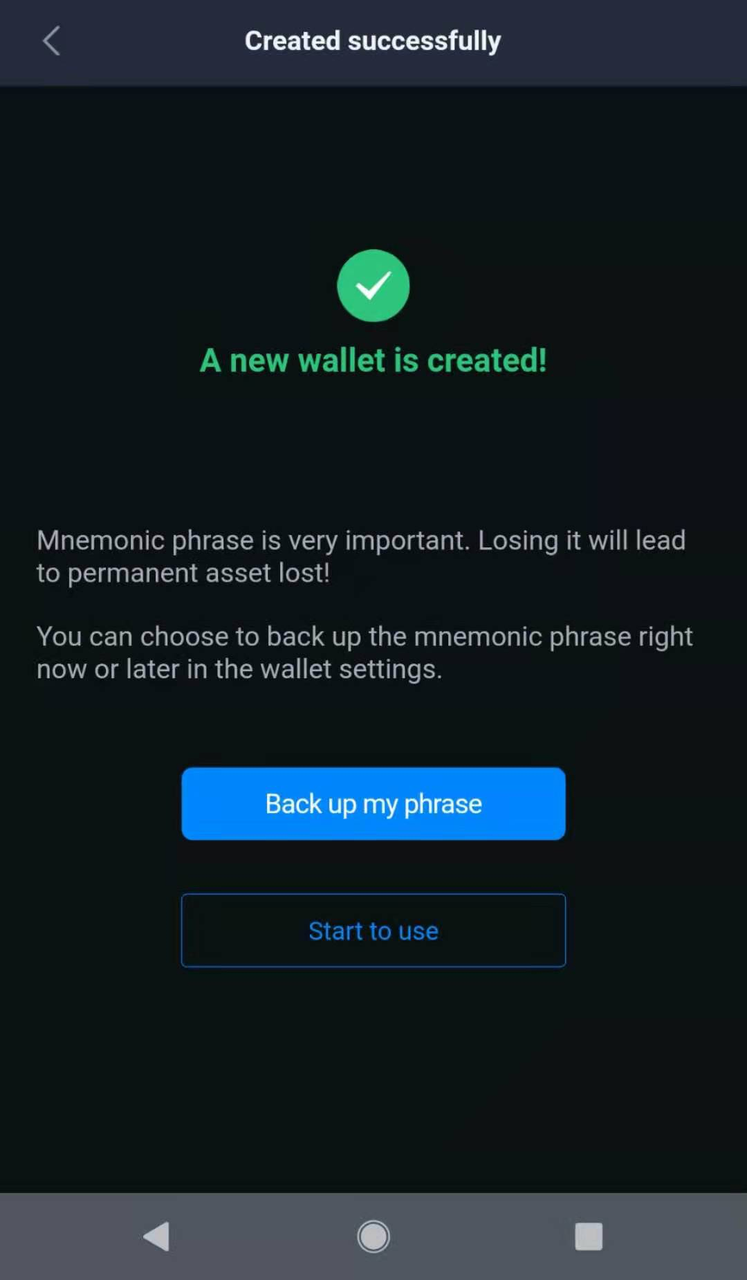 Created successfully
A new wallet is created!
Mnemonic phrase is very important. Losing it will lead
to permanent asset lost!
You can choose to back up the mnemonic phrase right
now or later in the wallet settings.
Back up my phrase
Start to use